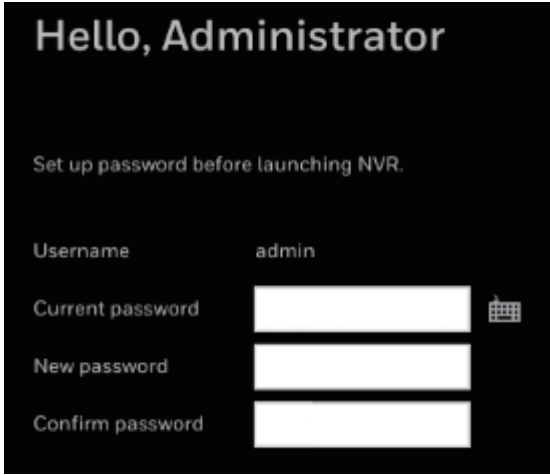 Hello, Administrator
Set up password before launching NVR.
Username admin
Current password
New password
Confirm password